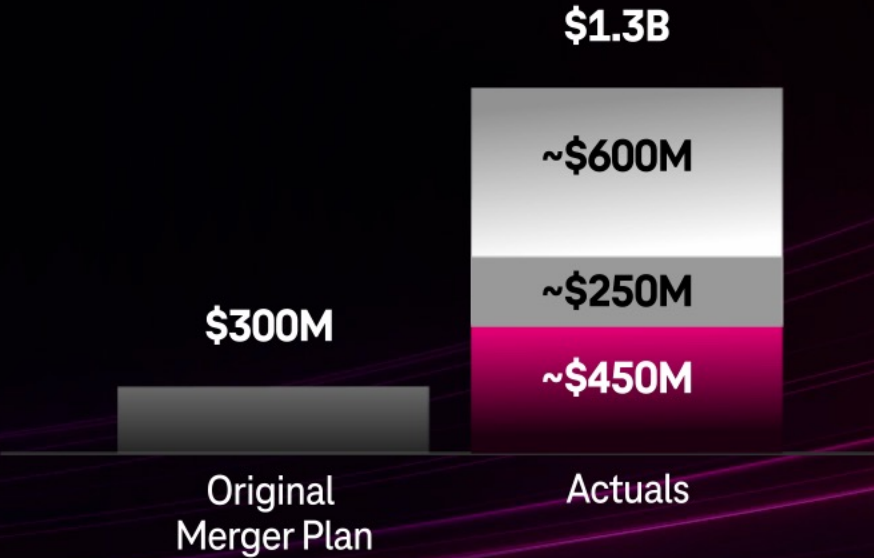 $1.3B
~$600M
~$250M
$300M
~$450M
Original
Merger Plan
Actuals